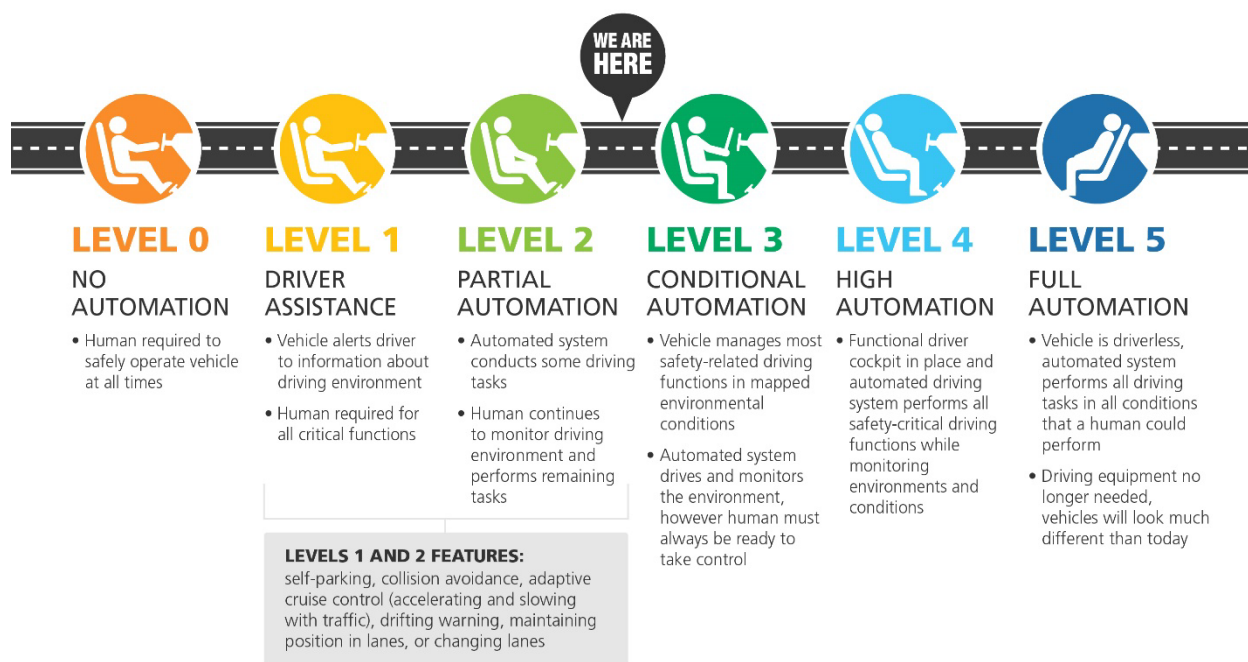 WE ARE
HERE
LEVEL 0
NO
AUTOMATION
• Human required to
safely operate vehicle
at all times
LEVEL 1
DRIVER
ASSISTANCE
• Vehicle alerts driver
to information about
driving environment
• Human required for
all critical functions
LEVEL 2
PARTIAL
AUTOMATION
• Automated system
conducts some driving
tasks
• Human continues
to monitor driving
environment and
performs remaining
tasks
LEVELS 1 AND 2 FEATURES:
self-parking, collision avoidance, adaptive
cruise control (accelerating and slowing
with traffic), drifting warning, maintaining
position in lanes, or changing lanes
LEVEL 3
CONDITIONAL
AUTOMATION
• Vehicle manages most
safety-related driving
functions in mapped
environmental
conditions
• Automated system
drives and monitors
the environment,
however human must
always be ready to
take control
LEVEL 4
HIGH
AUTOMATION
• Functional driver
cockpit in place and
automated driving
system performs all
safety-critical driving
functions while
monitoring
environments and
conditions
LEVEL 5
FULL
AUTOMATION
• Vehicle is driverless,
automated system
performs all driving
tasks in all conditions
that a human could
perform
• Driving equipment no
longer needed,
vehicles will look much
different than today